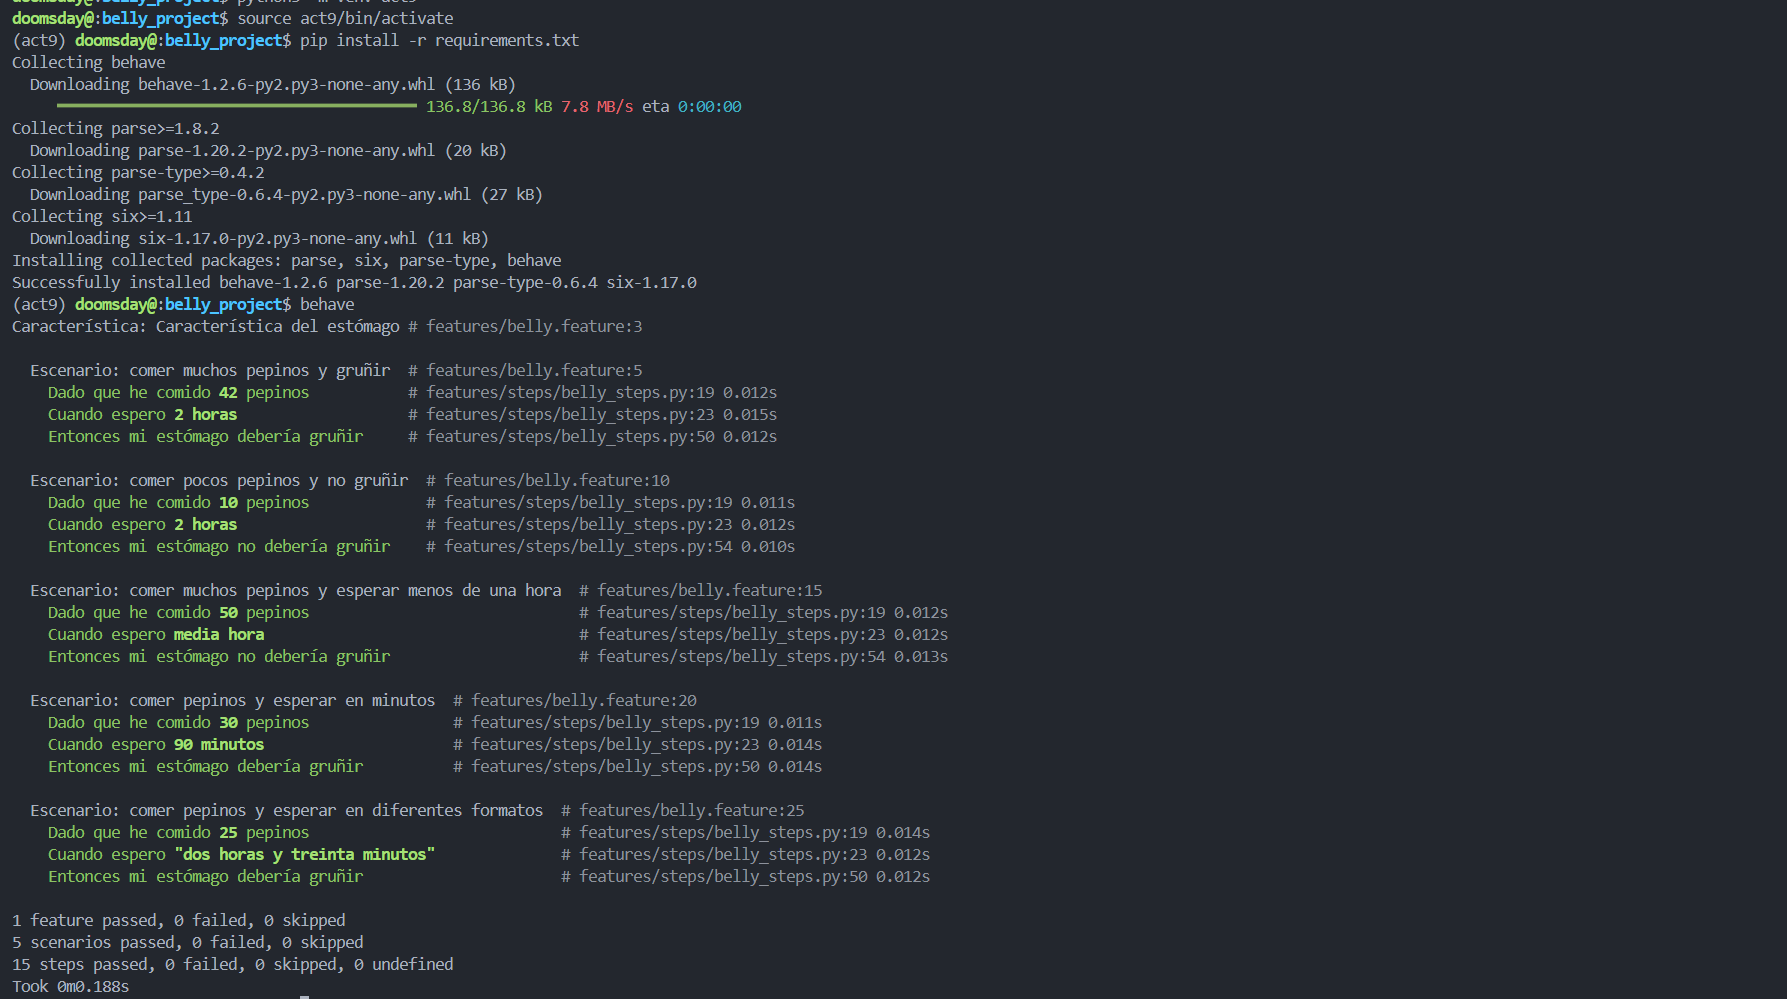 doomsday@:belly_project$ source act9/bin/activate
(act9) doomsday@:belly_project$ pip install -r requirements.txt
Collecting behave
  Downloading behave-1.2.6-py2.py3-none-any.whl (136 kB)
136.8/136.8 kB 7.8 MB/s eta 0:00:00
Collecting parse>=1.8.2
  Downloading parse-1.20.2-py2.py3-none-any.whl (20 kB)
Collecting parse-type>=0.4.2
  Downloading parse_type-0.6.4-py2.py3-none-any.whl (27 kB)
Collecting six>=1.11
  Downloading six-1.17.0-py2.py3-none-any.whl (11 kB)
Installing collected packages: parse, six, parse-type, behave
Successfully installed behave-1.2.6 parse-1.20.2 parse-type-0.6.4 six-1.17.0
(act9) doomsday@:belly_project$ behave
Característica: Característica del estómago # features/belly.feature:3
  Escenario: comer muchos pepinos y gruñir  # features/belly.feature:5
    Dado que he comido 42 pepinos           # features/steps/belly_steps.py:19 0.012s
    Cuando espero 2 horas                   # features/steps/belly_steps.py:23 0.015s
    Entonces mi estómago debería gruñir     # features/steps/belly_steps.py:50 0.012s
  Escenario: comer pocos pepinos y no gruñir  # features/belly.feature:10
    Dado que he comido 10 pepinos             # features/steps/belly_steps.py:19 0.011s
    Cuando espero 2 horas                     # features/steps/belly_steps.py:23 0.012s
    Entonces mi estómago no debería gruñir    # features/steps/belly_steps.py:54 0.010s
  Escenario: comer muchos pepinos y esperar menos de una hora  # features/belly.feature:15
    Dado que he comido 50 pepinos                              # features/steps/belly_steps.py:19 0.012s
    Cuando espero media hora                                   # features/steps/belly_steps.py:23 0.012s
    Entonces mi estómago no debería gruñir                     # features/steps/belly_steps.py:54 0.013s
  Escenario: comer pepinos y esperar en minutos  # features/belly.feature:20
    Dado que he comido 30 pepinos                # features/steps/belly_steps.py:19 0.011s
    Cuando espero 90 minutos                     # features/steps/belly_steps.py:23 0.014s
    Entonces mi estómago debería gruñir          # features/steps/belly_steps.py:50 0.014s
  Escenario: comer pepinos y esperar en diferentes formatos  # features/belly.feature:25
    Dado que he comido 25 pepinos                            # features/steps/belly_steps.py:19 0.014s
    Cuando espero "dos horas y treinta minutos"              # features/steps/belly_steps.py:23 0.012s
    Entonces mi estómago debería gruñir                      # features/steps/belly_steps.py:50 0.012s
1 feature passed, 0 failed, 0 skipped
5 scenarios passed, 0 failed, 0 skipped
15 steps passed, 0 failed, 0 skipped, 0 undefined
Took 0m0.188s